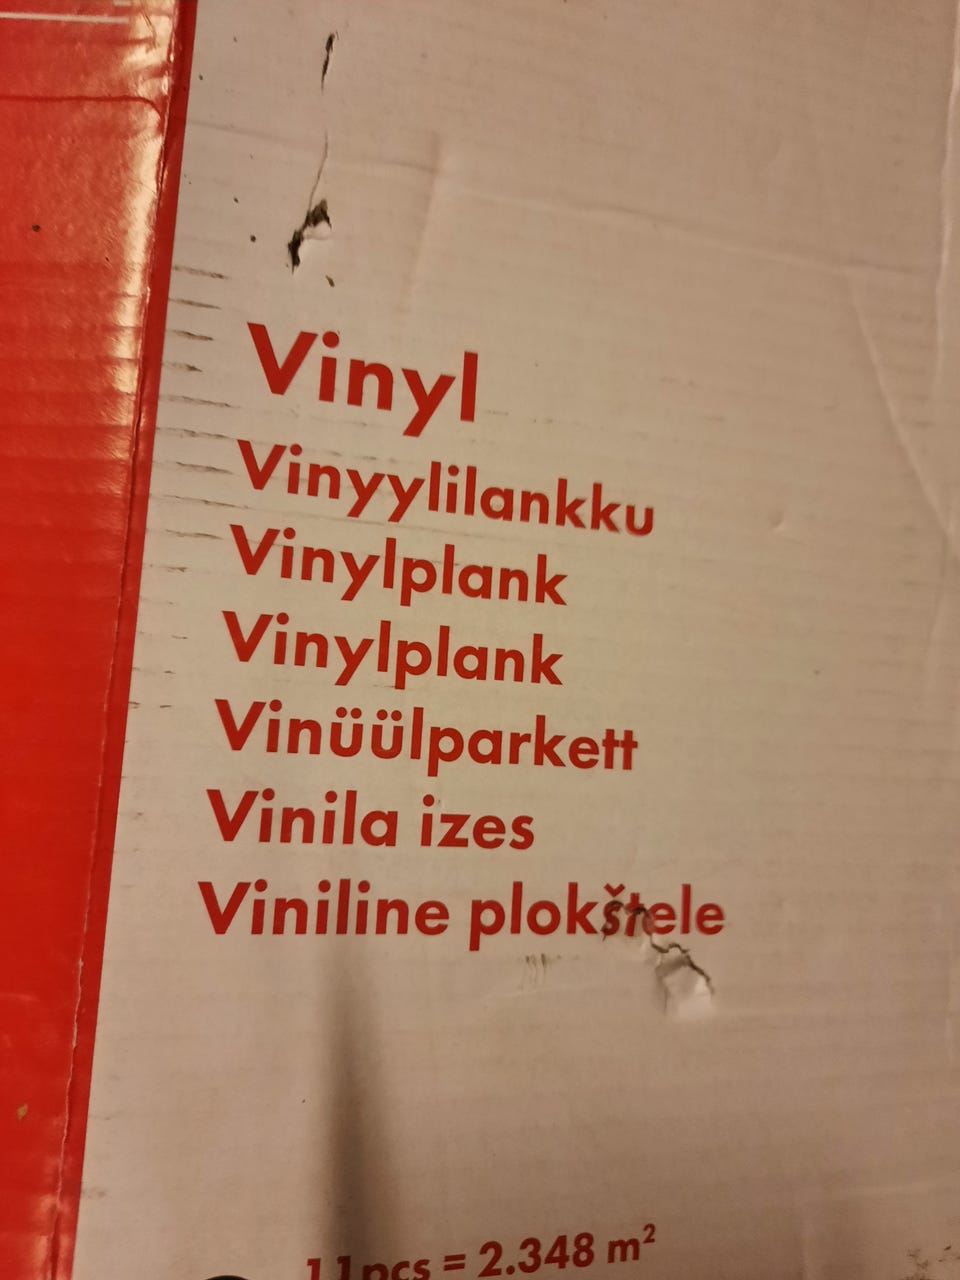 Vinyl
Vinyylilankku
Vinylplank
Vinylplank
Vinüülparkett
Vinila izes
Viniline plokštele
11pcs = 2.348 m²